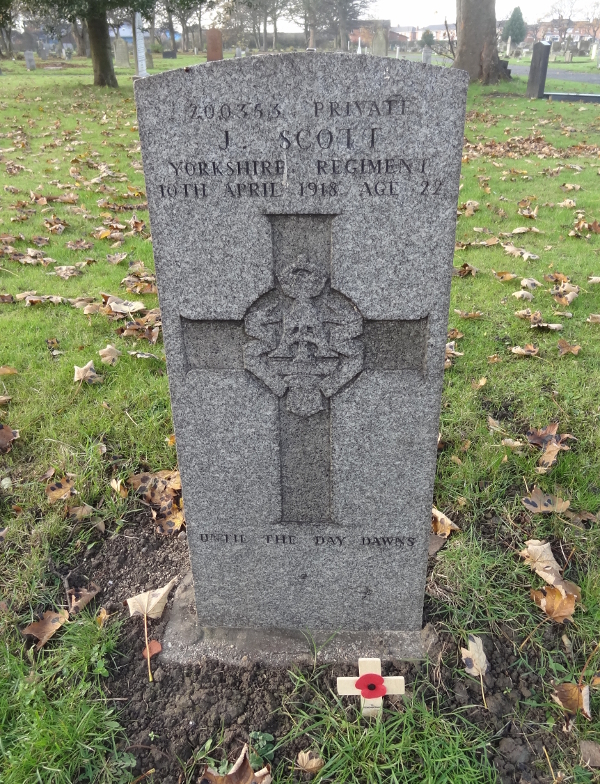 200353 PRIVATE
J. SCOTT
YORKSHIRE REGIMENT
10TH APRIL 1918 AGE 22
UNTIL THE DAY DAWNS